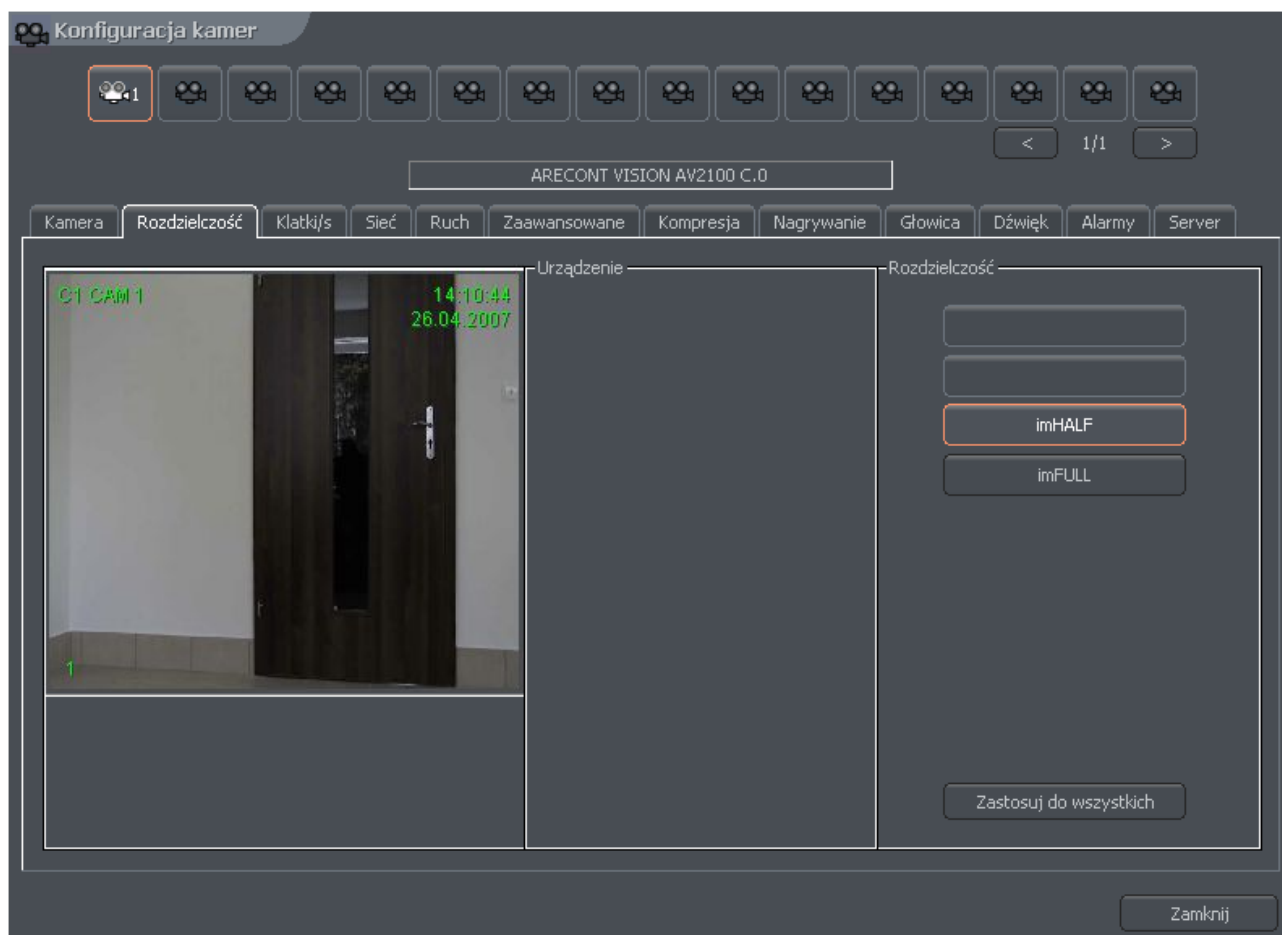 Konfiguracja kamer
1
< 1/1 >
ARECONT VISION AV2100 C.0
Kamera Rozdzielczość Klatki/s Sieć Ruch Zaawansowane Kompresja Nagrywanie Głowica Dźwięk Alarmy Server
Urządzenie Rozdzielczość
C1 CAM 1 14:10:44
26.04.2007
imHALF
imFULL
1
Zastosuj do wszystkich
Zamknij